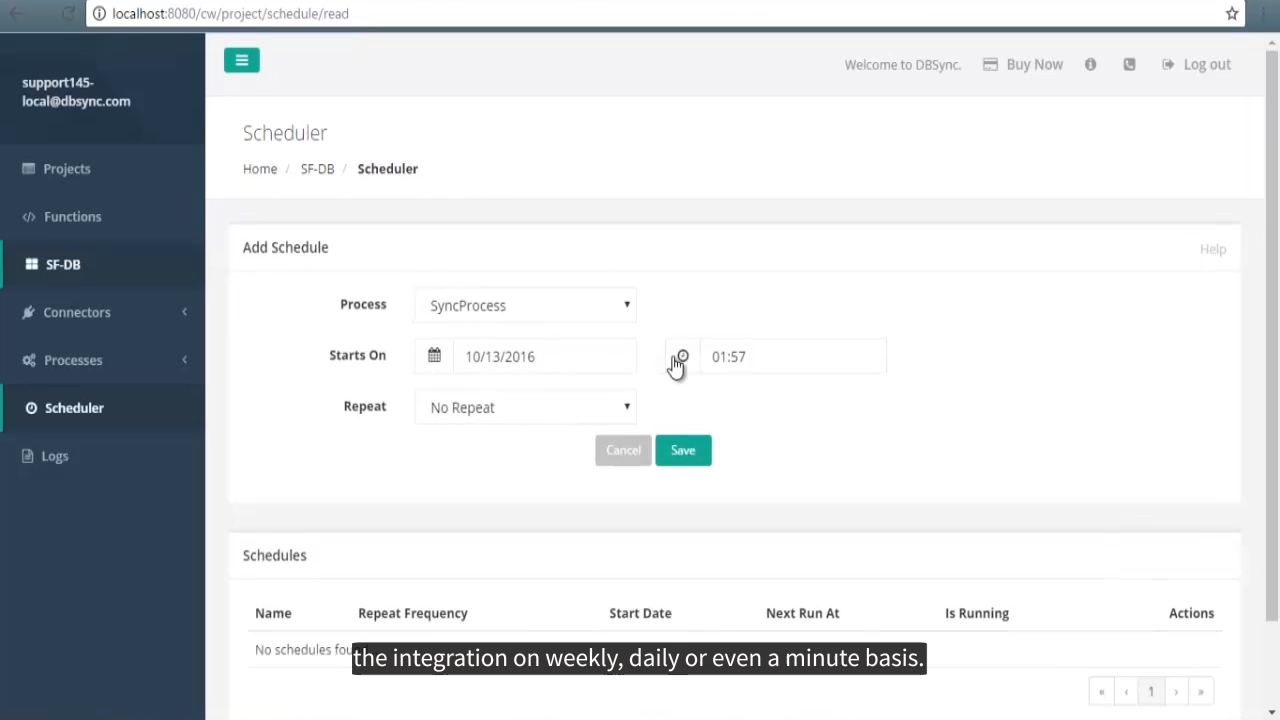 localhost:8080/cw/project/schedule/read
support145-
local@dbsync.com
Welcome to DBSync.
Buy Now
Log out
Projects
Functions
SF-DB
Connectors
Processes
Scheduler
Logs
Scheduler
Home / SF-DB / Scheduler
Add Schedule
Help
Process
SyncProcess
Starts On
10/13/2016
01:57
Repeat
No Repeat
Cancel
Save
Schedules
Name Repeat Frequency Start Date Next Run At Is Running Actions
No schedules fou
the integration on weekly, daily or even a minute basis.
« ‹ 1 › »